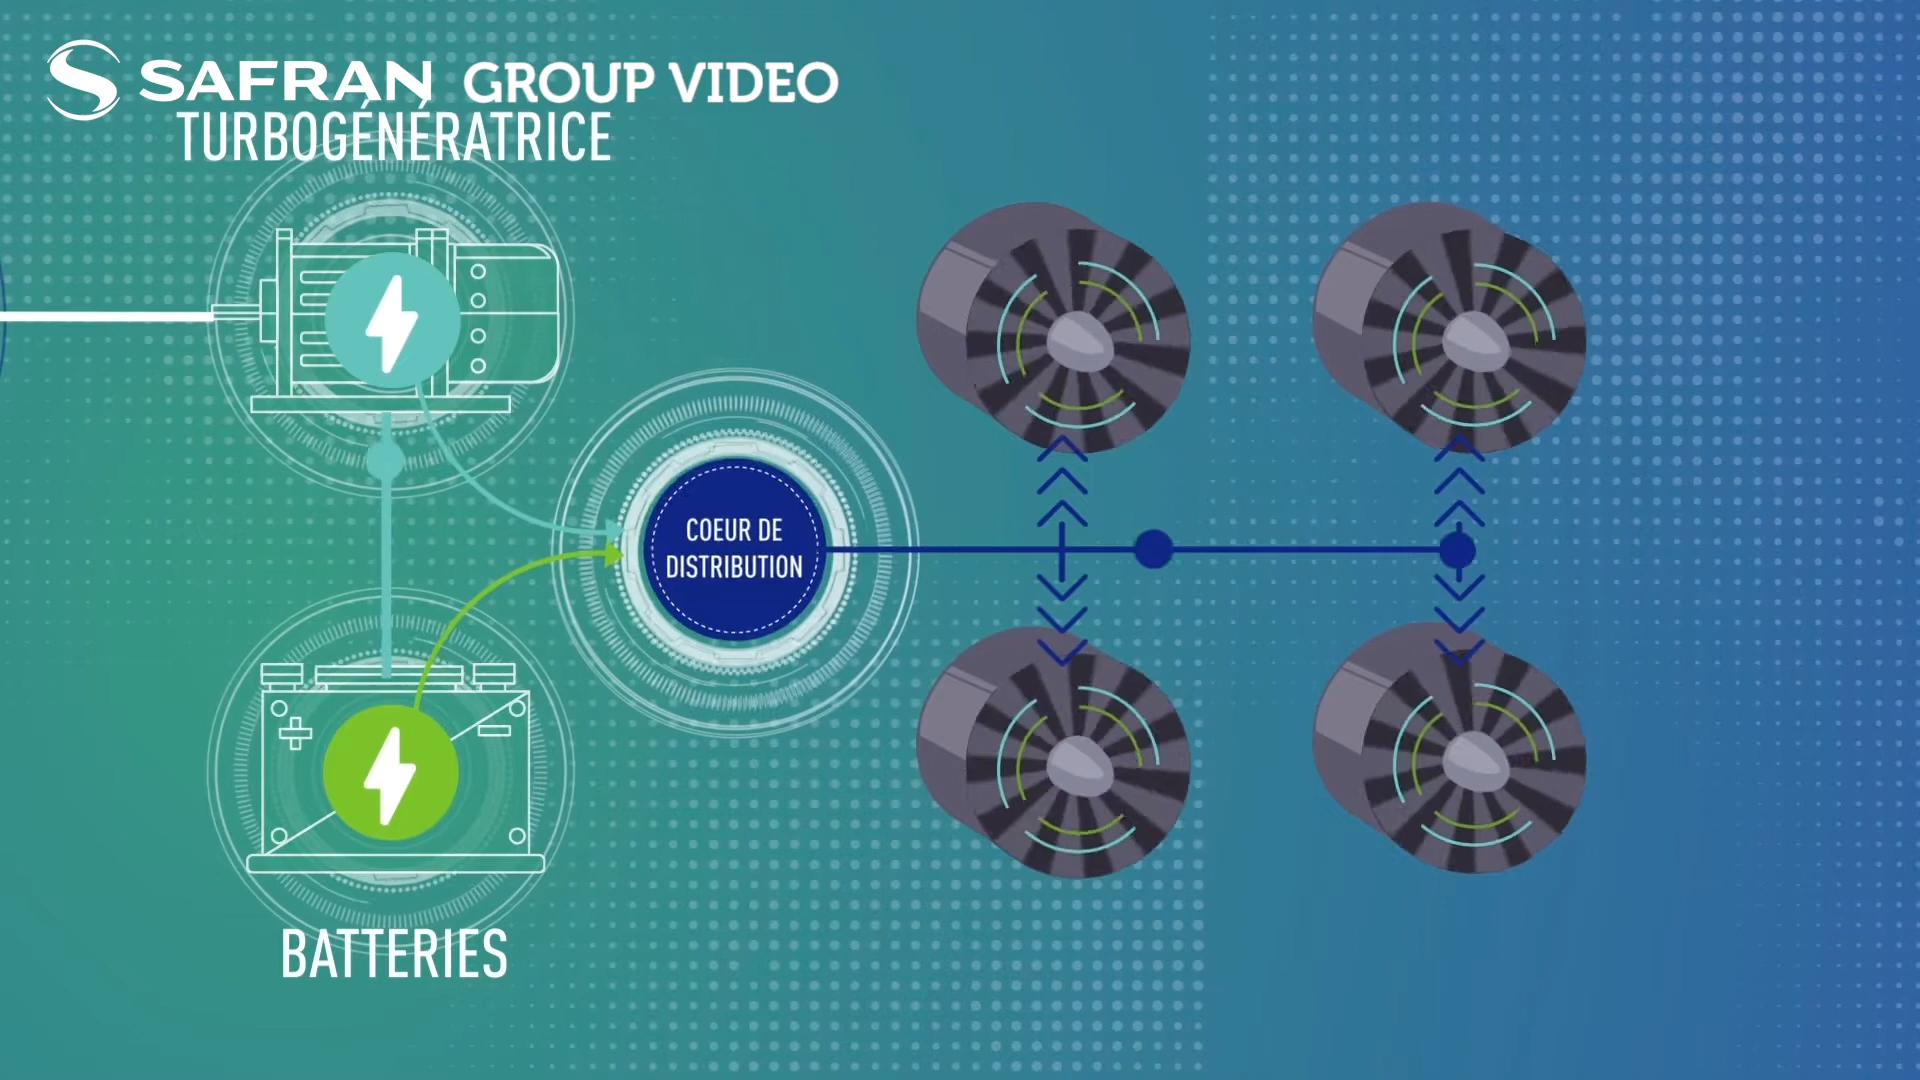 SAFRAN GROUP VIDEO
TURBOGÉNÉRATRICE
COEUR DE
DISTRIBUTION
BATTERIES